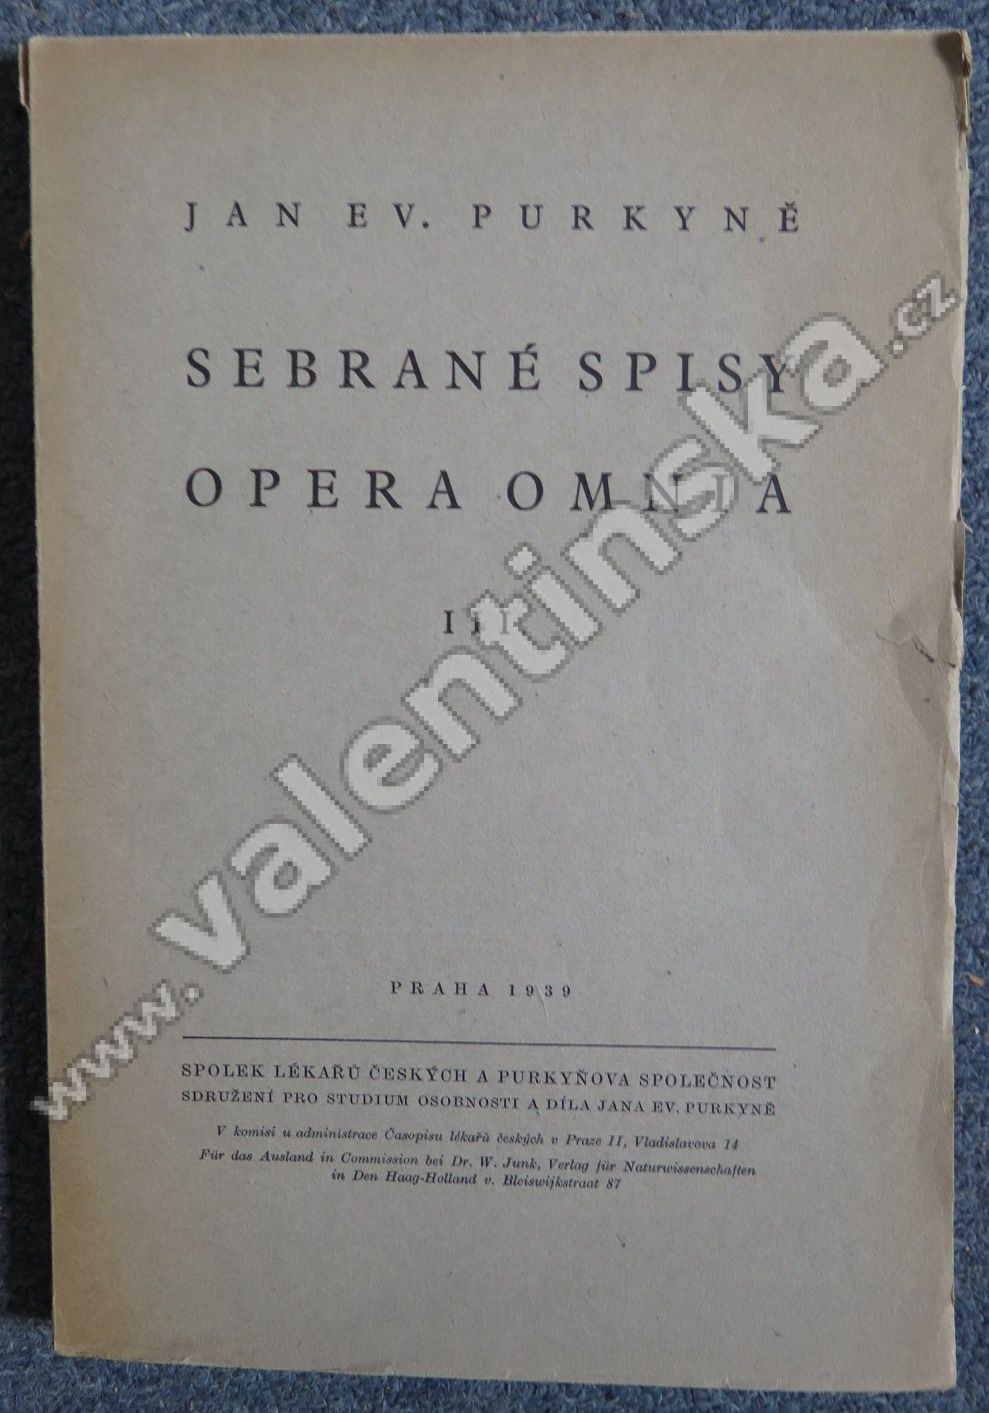 JAN EV. PURKYNĚ
SEBRANÉ SPISY
OPERA OMNIA
III
www.valentinska.cz
PRAHA 1939
SPOLEK LÉKAŘŮ ČESKÝCH A PURKYŇOVA SPOLEČNOST
SDRUŽENÍ PRO STUDIUM OSOBNOSTI A DÍLA JANA EV. PURKYNĚ
V komisi u administrace Časopisu lékařů českých v Praze II, Vladislavova 14
Für das Ausland in Commission bei Dr. W. Junk, Verlag für Naturwissenschaften
in Den Haag-Holland v. Bleiswijkstraat 87